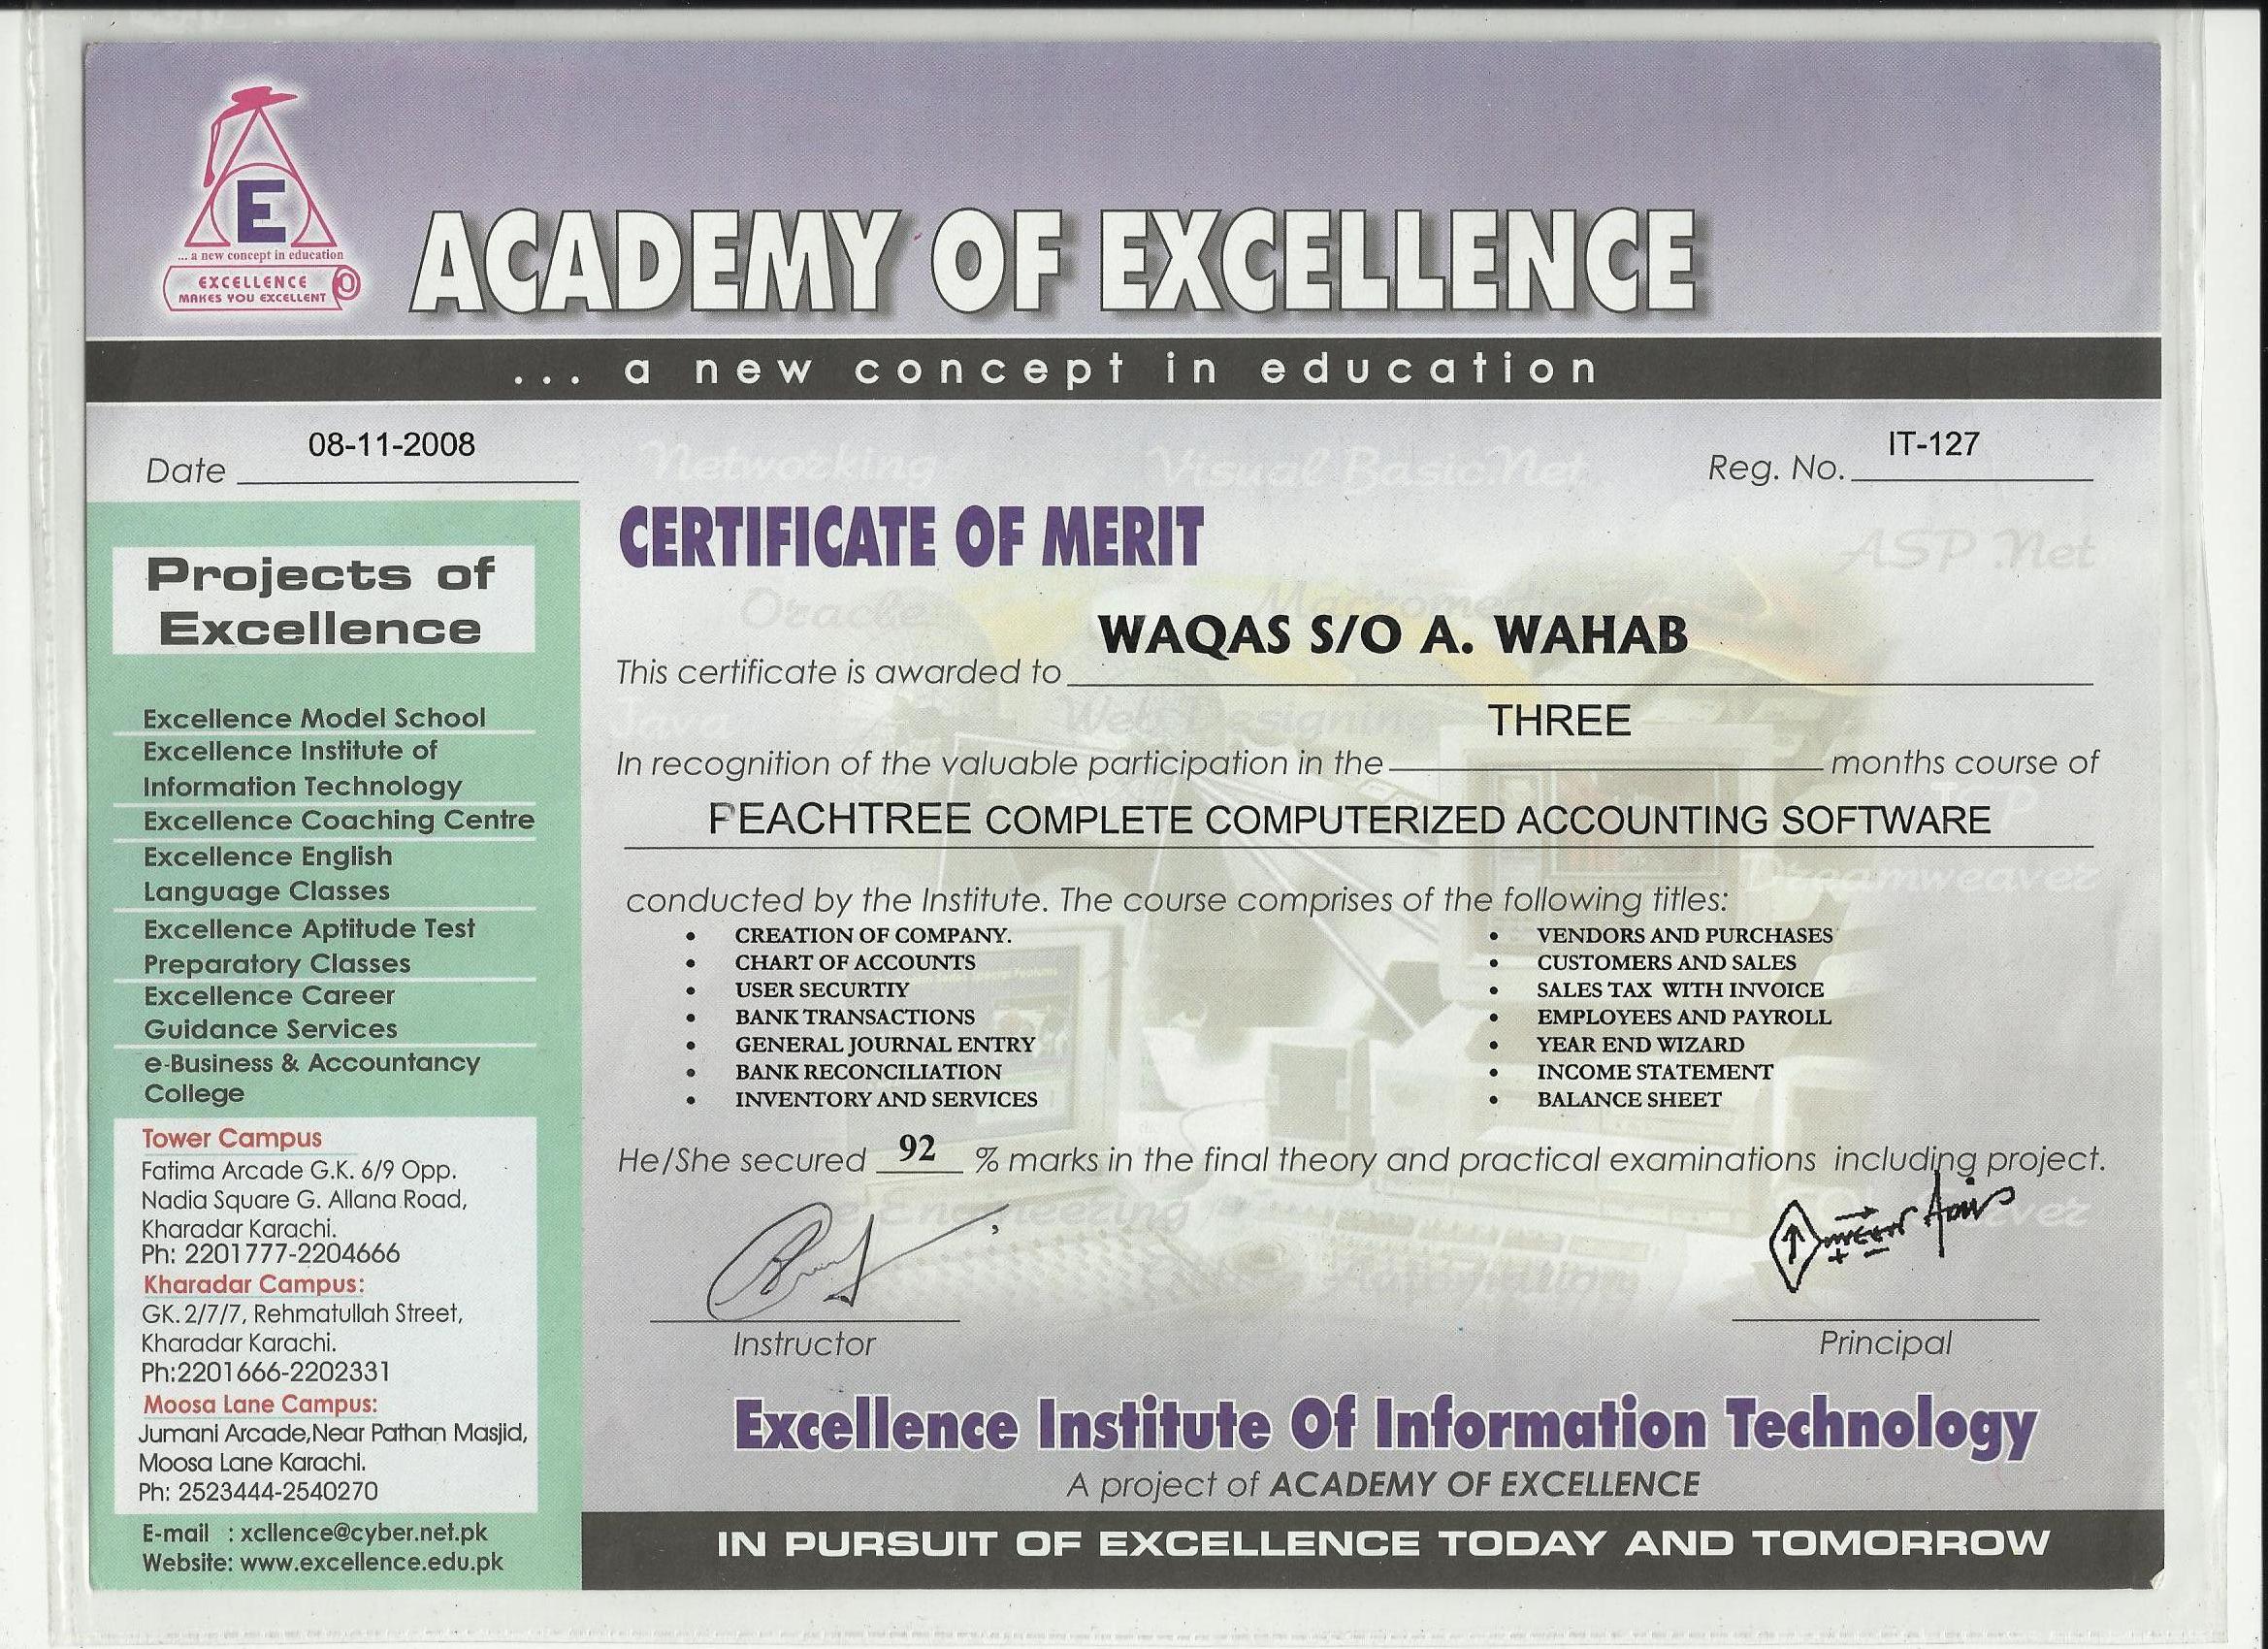 E
... a new concept in education
EXCELLENCE
MAKES YOU EXCELLENT
ACADEMY OF EXCELLENCE
... a new concept in education
Date 08-11-2008
Reg. No. IT-127
Projects of
Excellence
Excellence Model School
Excellence Institute of
Information Technology
Excellence Coaching Centre
Excellence English
Language Classes
Excellence Aptitude Test
Preparatory Classes
Excellence Career
Guidance Services
e-Business & Accountancy
College
Tower Campus
Fatima Arcade G.K. 6/9 Opp.
Nadia Square G. Allana Road,
Kharadar Karachi.
Ph: 2201777-2204666
Kharadar Campus:
GK. 2/7/7, Rehmatullah Street,
Kharadar Karachi.
Ph:2201666-2202331
Moosa Lane Campus:
Jumani Arcade,Near Pathan Masjid,
Moosa Lane Karachi.
Ph: 2523444-2540270
E-mail : xcllence@cyber.net.pk
Website: www.excellence.edu.pk
Networking
Visual Basic.Net
CERTIFICATE OF MERIT
ASP .Net
Oracle
This certificate is awarded to WAQAS S/O A. WAHAB
Java
Web Designing
In recognition of the valuable participation in the THREE months course of
PEACHTREE COMPLETE COMPUTERIZED ACCOUNTING SOFTWARE
Dreamweaver
conducted by the Institute. The course comprises of the following titles:
• CREATION OF COMPANY.
• CHART OF ACCOUNTS
• USER SECURTIY
• BANK TRANSACTIONS
• GENERAL JOURNAL ENTRY
• BANK RECONCILIATION
• INVENTORY AND SERVICES
• VENDORS AND PURCHASES
• CUSTOMERS AND SALES
• SALES TAX WITH INVOICE
• EMPLOYEES AND PAYROLL
• YEAR END WIZARD
• INCOME STATEMENT
• BALANCE SHEET
He/She secured 92 % marks in the final theory and practical examinations including project.
Instructor
Principal
Excellence Institute Of Information Technology
A project of ACADEMY OF EXCELLENCE
IN PURSUIT OF EXCELLENCE TODAY AND TOMORROW